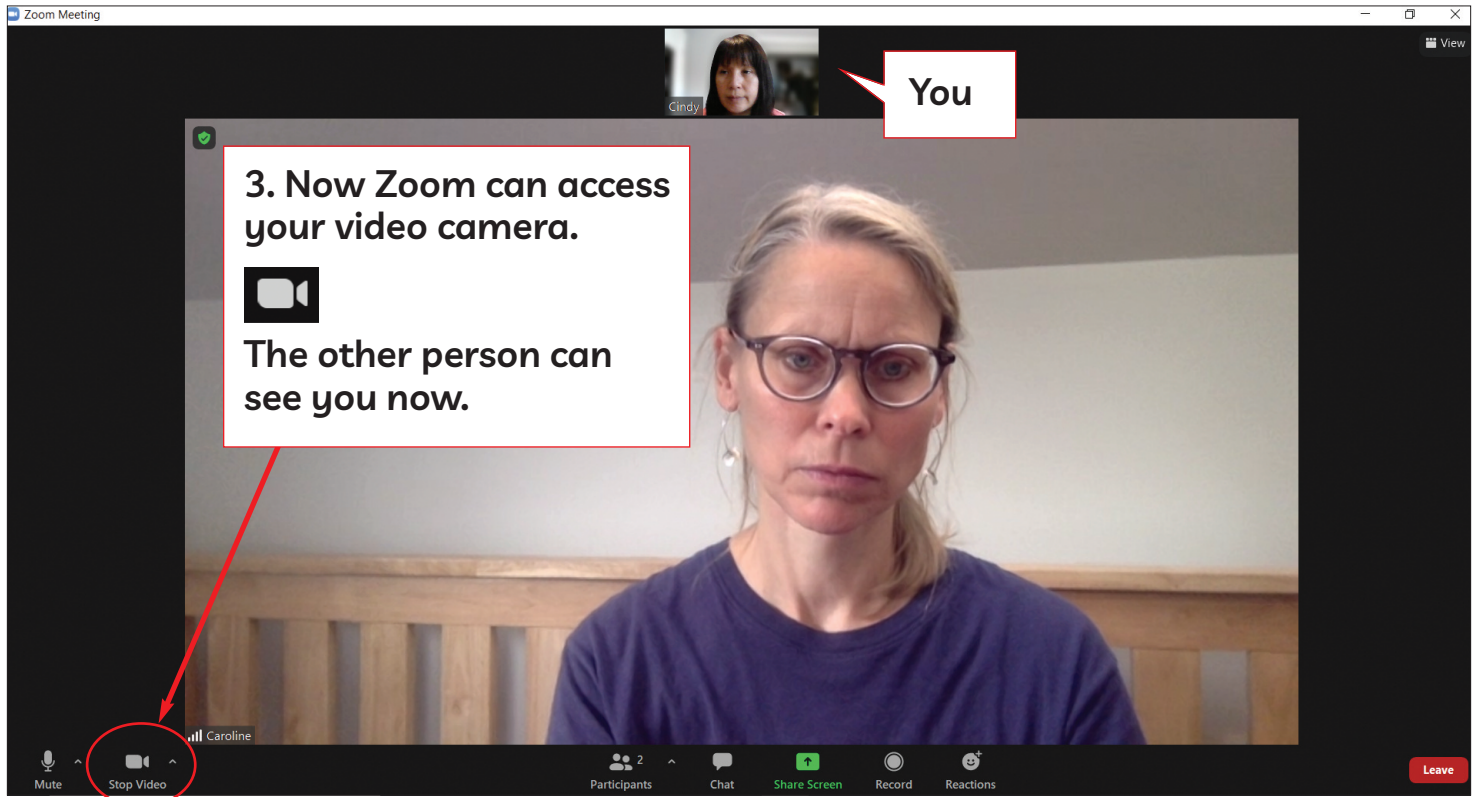 Zoom Meeting
View
Cindy
You
3. Now Zoom can access
your video camera.
The other person can
see you now.
Caroline
Mute
Stop Video
2
Participants
Chat
Share Screen
Record
Reactions
Leave